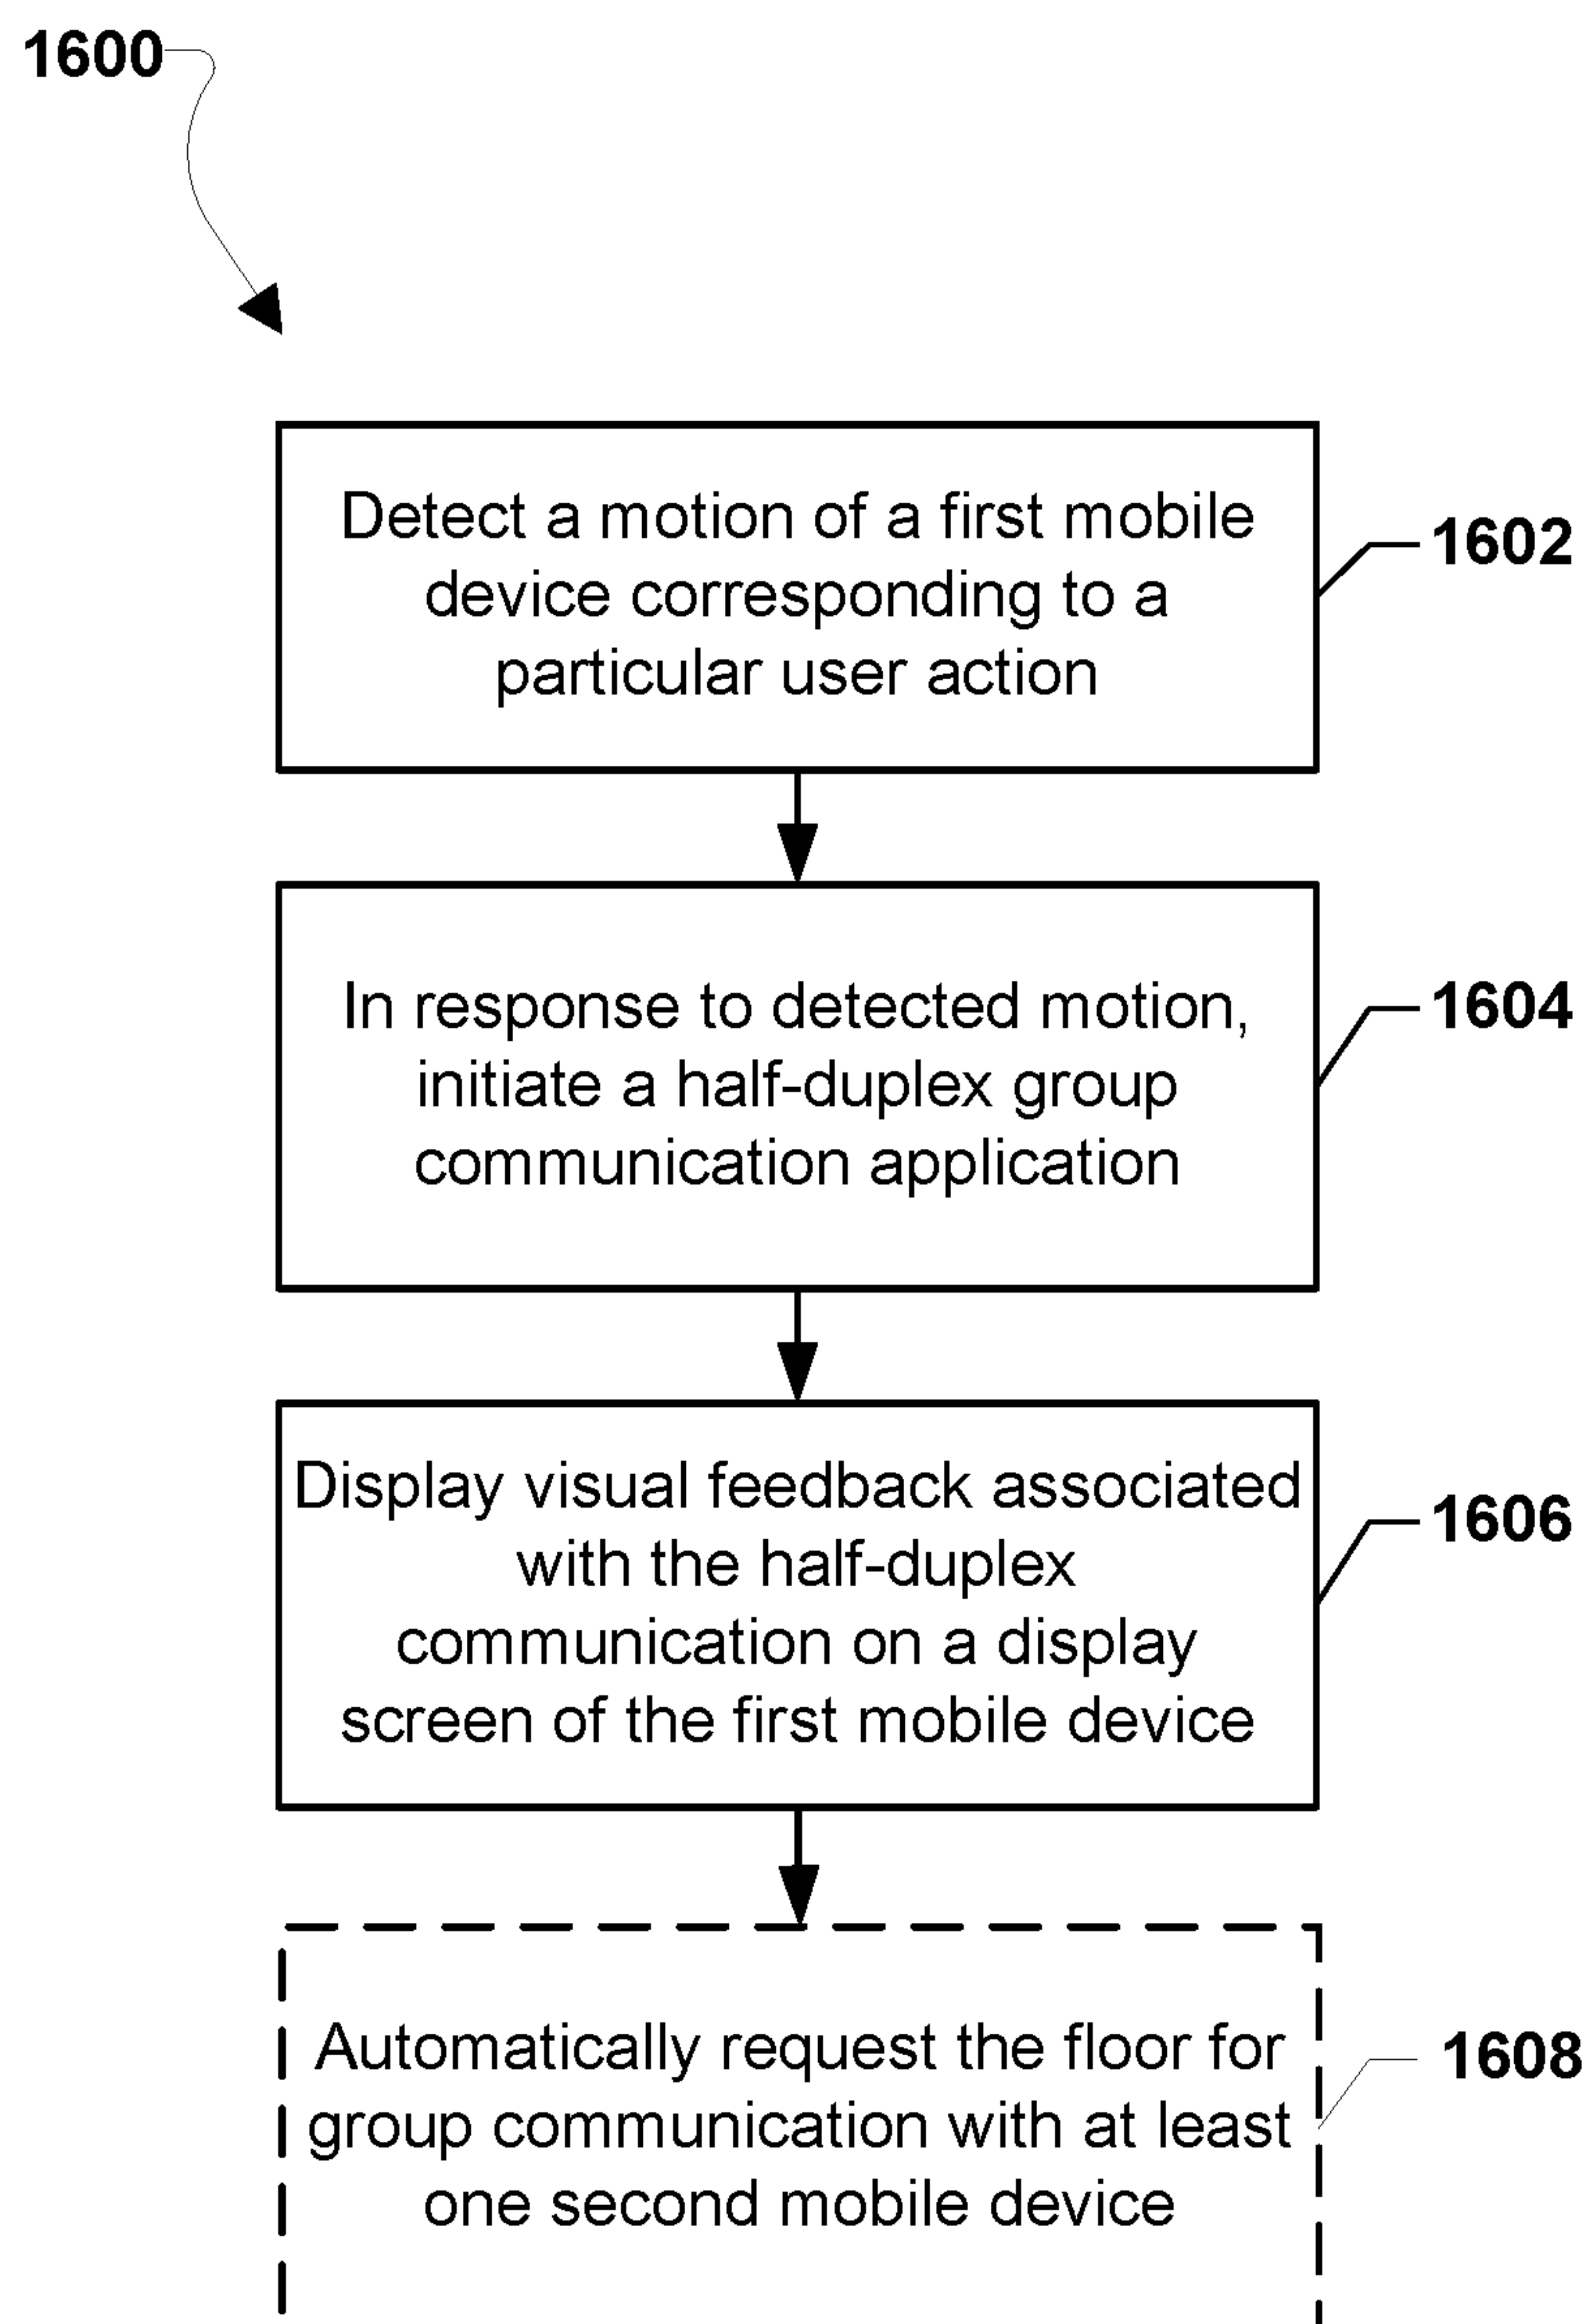 1600
Detect a motion of a first mobile
device corresponding to a
particular user action
1602
In response to detected motion,
initiate a half-duplex group
communication application
1604
Display visual feedback associated
with the half-duplex
communication on a display
screen of the first mobile device
1606
Automatically request the floor for
group communication with at least
one second mobile device
1608